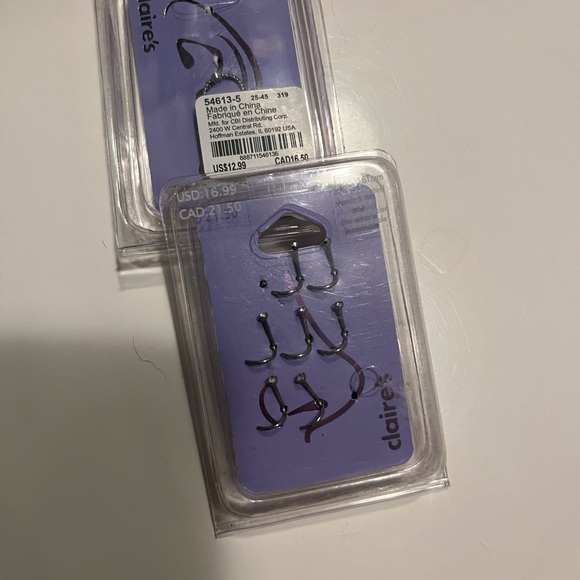 claire's
54613-5 25-45 319
Made in China
Fabriqué en Chine
Mfd. for CBI Distributing Corp.
2400 W Central Rd.
Hoffman Estates, IL 60192 USA
888711546136
US$12.99 CAD16.50
USD:16.99
CAD:21.50
claire's